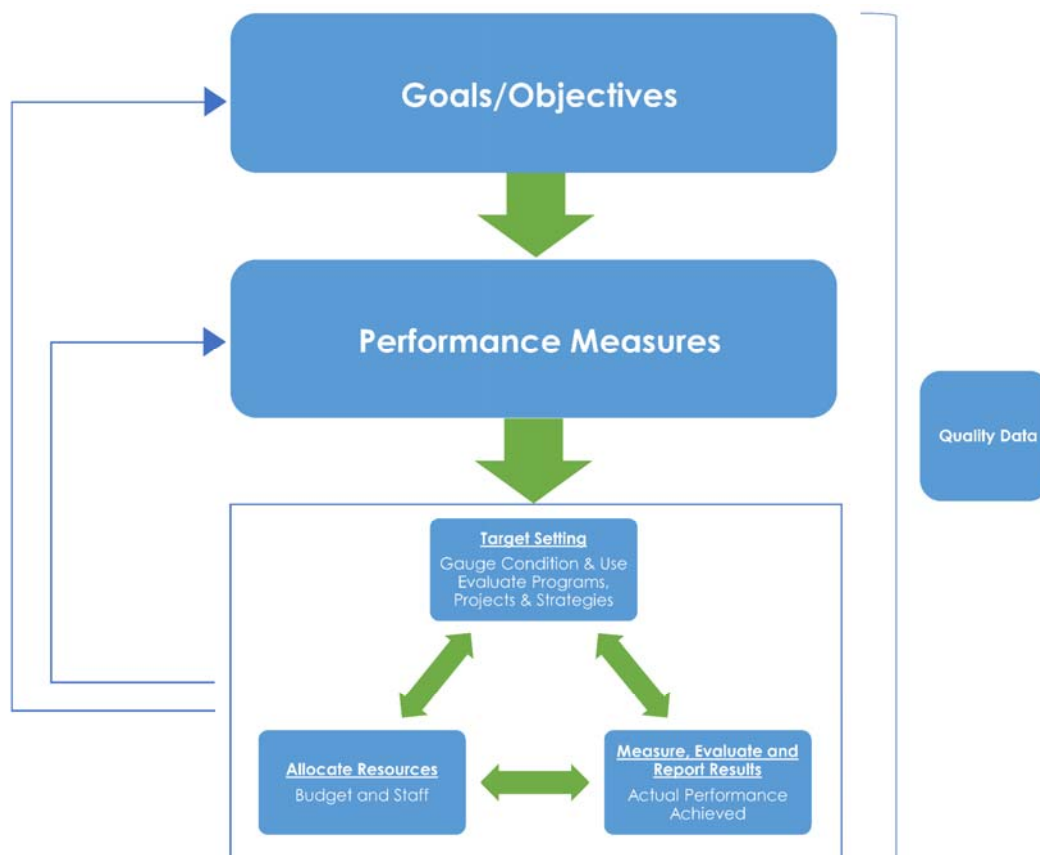 Goals/Objectives
Performance Measures
Quality Data
Target Setting
Gauge Condition & Use
Evaluate Programs,
Projects & Strategies
Allocate Resources
Budget and Staff
Measure, Evaluate and
Report Results
Actual Performance
Achieved